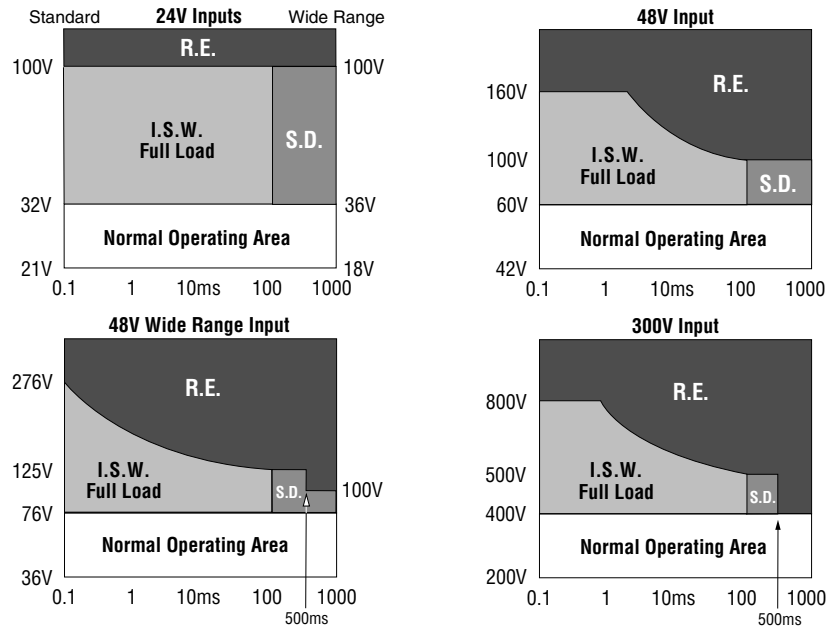 24V Inputs
Standard
Wide Range
R.E.
100V
100V
I.S.W.
Full Load
S.D.
32V
36V
Normal Operating Area
21V
18V
0.1 1 10ms 100 1000
48V Input
R.E.
160V
I.S.W.
Full Load
100V
S.D.
60V
Normal Operating Area
42V
0.1 1 10ms 100 1000
48V Wide Range Input
276V
R.E.
125V
I.S.W.
Full Load
S.D.
100V
76V
Normal Operating Area
36V
0.1 1 10ms 100 1000
500ms
300V Input
R.E.
800V
I.S.W.
Full Load
500V
S.D.
400V
Normal Operating Area
200V
0.1 1 10ms 100 1000
500ms